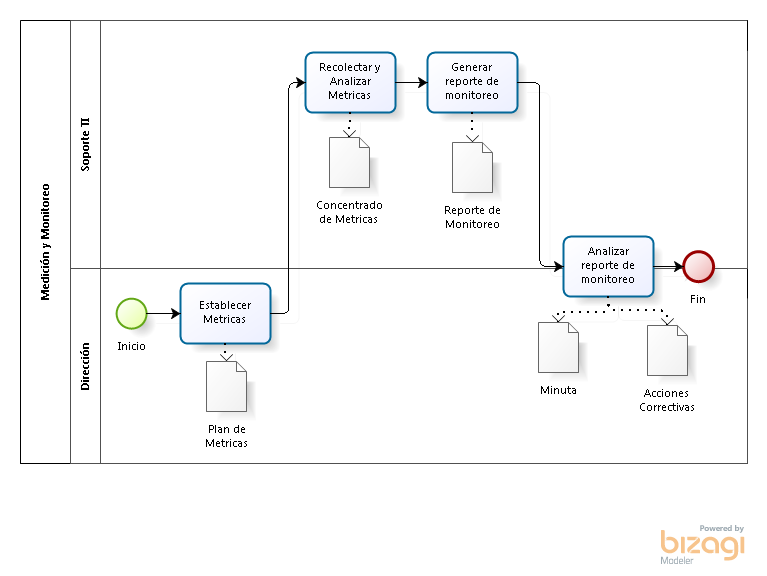 Medición y Monitoreo
Soporte TI
Recolectar y
Analizar
Metricas
Generar
reporte de
monitoreo
Concentrado
de Metricas
Reporte de
Monitoreo
Analizar
reporte de
monitoreo
Fin
Dirección
Inicio
Establecer
Metricas
Plan de
Metricas
Minuta
Acciones
Correctivas
Powered by
bizagi
Modeler